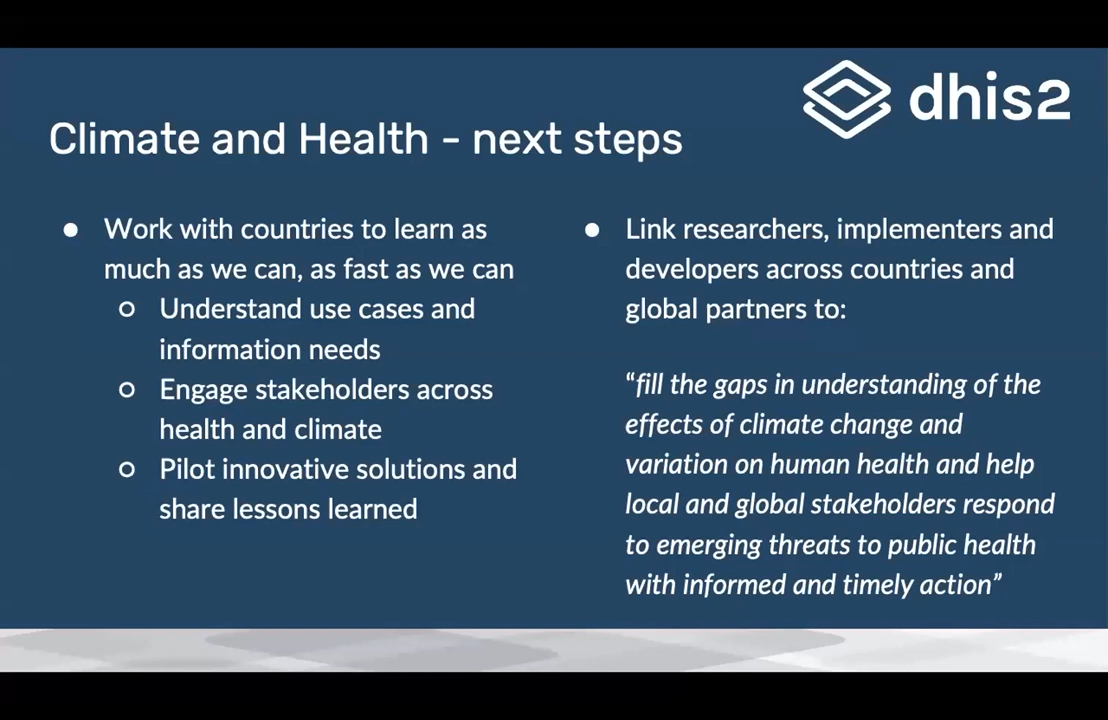 dhis2
Climate and Health - next steps
● Work with countries to learn as
much as we can, as fast as we can
○ Understand use cases and
information needs
○ Engage stakeholders across
health and climate
○ Pilot innovative solutions and
share lessons learned
● Link researchers, implementers and
developers across countries and
global partners to:
“fill the gaps in understanding of the
effects of climate change and
variation on human health and help
local and global stakeholders respond
to emerging threats to public health
with informed and timely action”